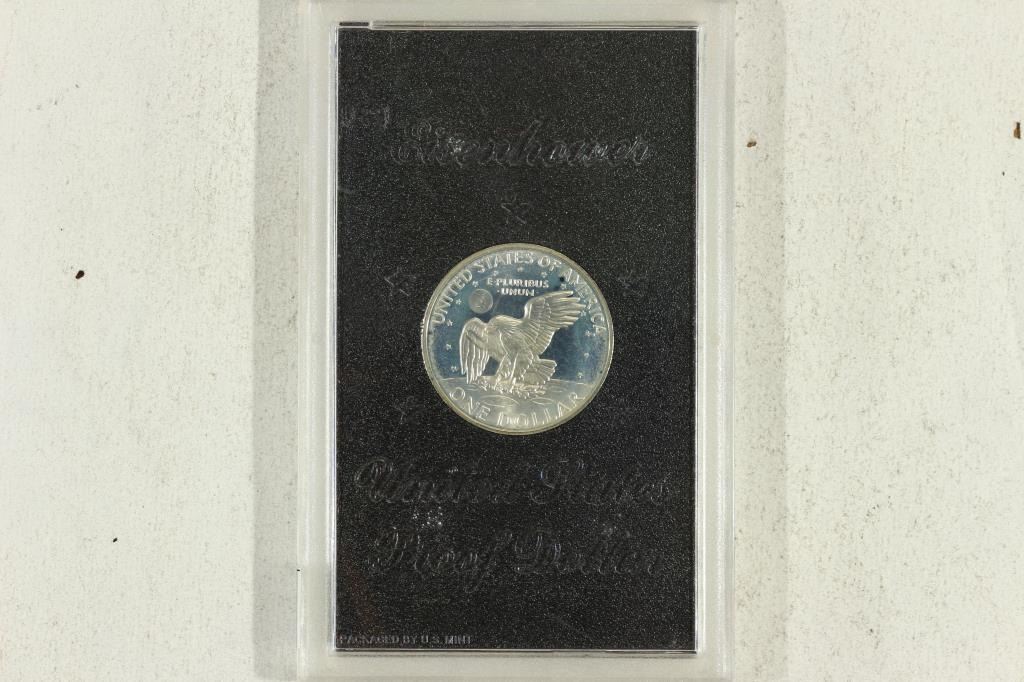 Eisenhower
UNITED STATES OF AMERICA
E·PLURIBUS
·UNUM·
ONE DOLLAR
United States
Proof Dollar
PACKAGED BY U.S. MINT